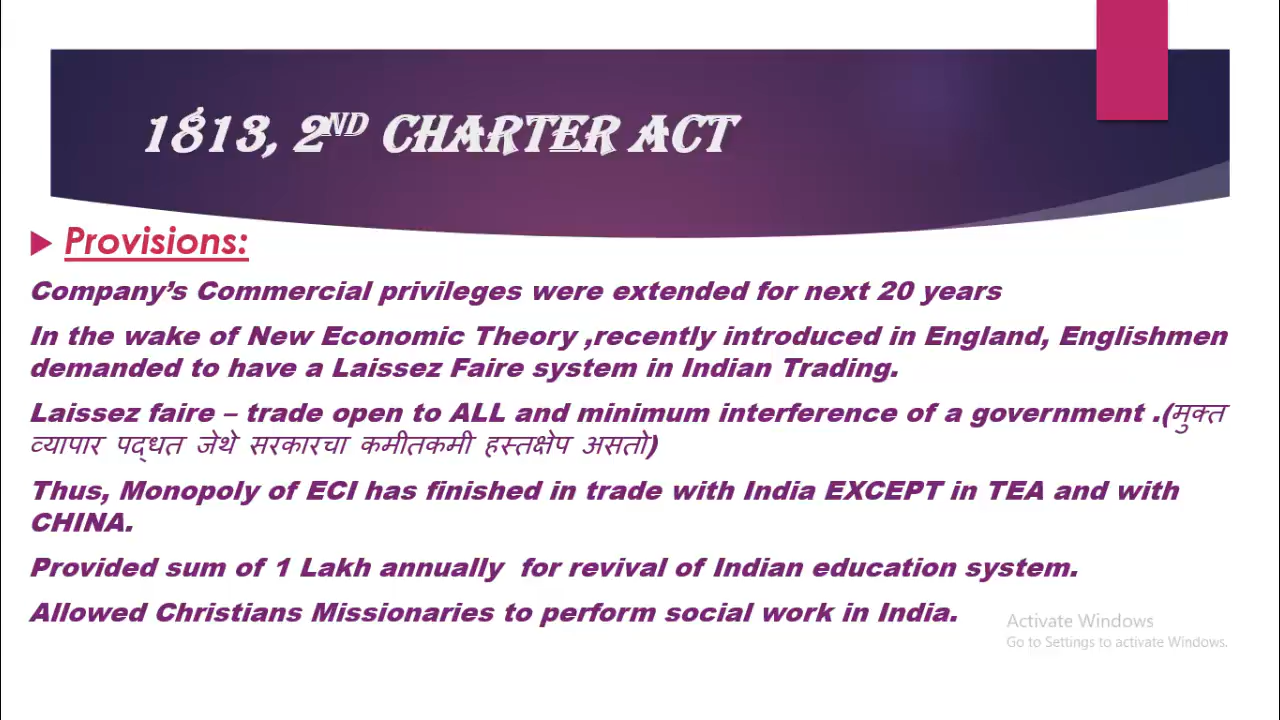 1813, 2ND CHARTER ACT
Provisions:
Company's Commercial privileges were extended for next 20 years
In the wake of New Economic Theory ,recently introduced in England, Englishmen
demanded to have a Laissez Faire system in Indian Trading.
Laissez faire – trade open to ALL and minimum interference of a government .(मुक्त
व्यापार पद्धत जेथे सरकारचा कमीतकमी हस्तक्षेप असतो)
Thus, Monopoly of ECI has finished in trade with India EXCEPT in TEA and with
CHINA.
Provided sum of 1 Lakh annually  for revival of Indian education system.
Allowed Christians Missionaries to perform social work in India.
Activate Windows
Go to Settings to activate Windows.